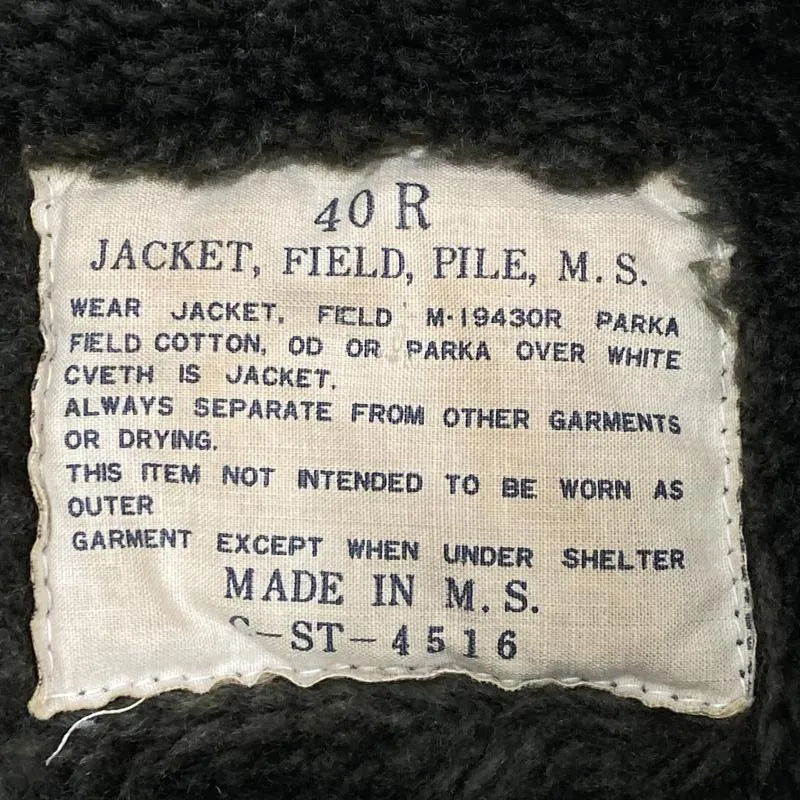 40 R
JACKET, FIELD, PILE, M. S.
WEAR JACKET. FIELD M-1943OR PARKA
FIELD COTTON, OD OR PARKA OVER WHITE
CVETH IS JACKET.
ALWAYS SEPARATE FROM OTHER GARMENTS
OR DRYING.
THIS ITEM NOT INTENDED TO BE WORN AS
OUTER
GARMENT EXCEPT WHEN UNDER SHELTER
MADE IN M. S.
S-ST-4516